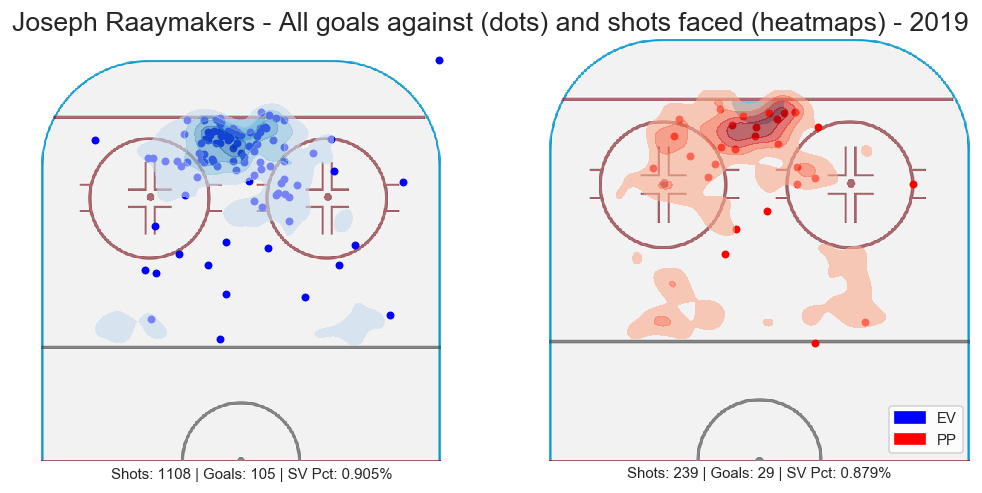 Joseph Raaymakers - All goals against (dots) and shots faced (heatmaps) - 2019
EV
PP
Shots: 1108 | Goals: 105 | SV Pct: 0.905%
Shots: 239 | Goals: 29 | SV Pct: 0.879%